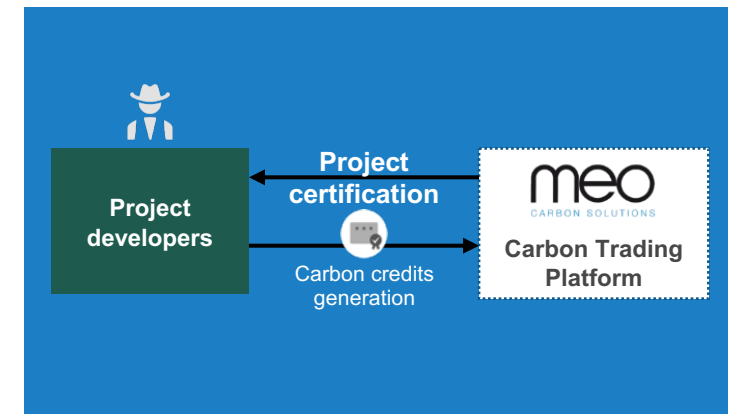 Project
certification
Project
developers
Carbon credits
generation
meo
CARBON SOLUTIONS
Carbon Trading
Platform